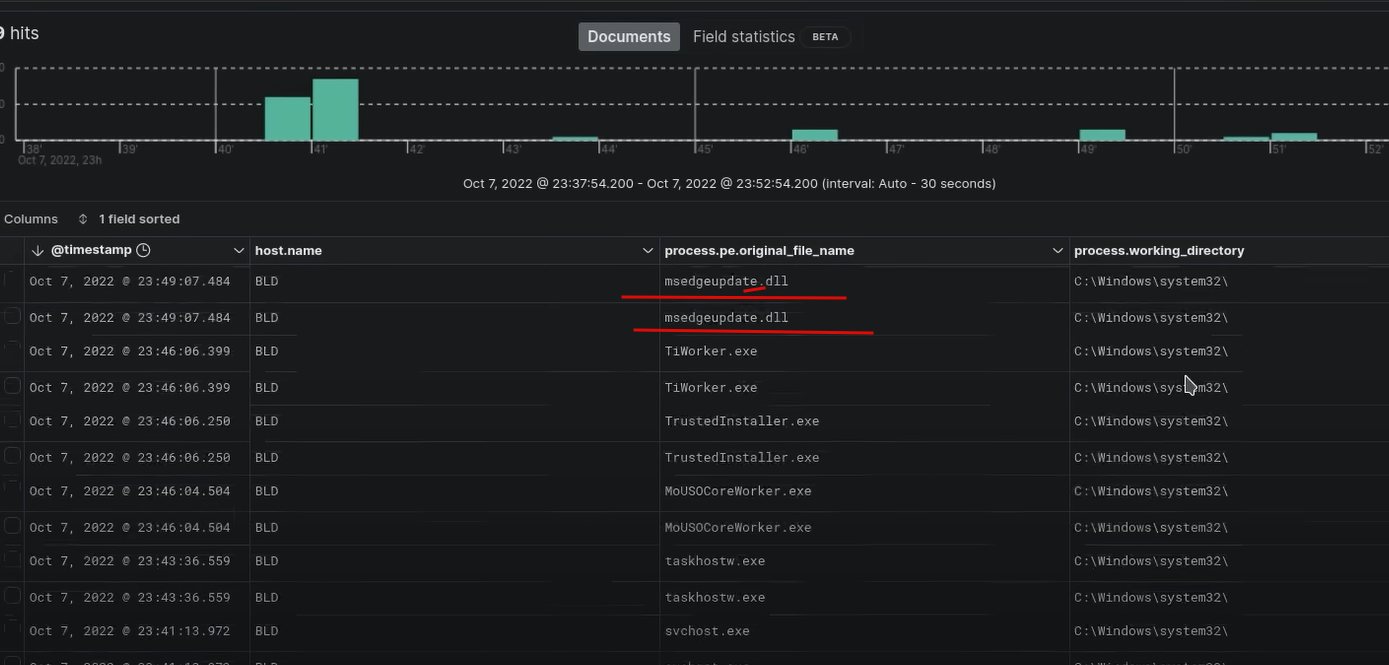 9 hits
Documents Field statistics BETA
38' 39' 40' 41' 42' 43' 44' 45' 46' 47' 48' 49' 50' 51' 52'
Oct 7, 2022, 23h
Oct 7, 2022 @ 23:37:54.200 - Oct 7, 2022 @ 23:52:54.200 (interval: Auto - 30 seconds)
Columns 1 field sorted
@timestamp host.name process.pe.original_file_name process.working_directory
Oct 7, 2022 @ 23:49:07.484 BLD msedgeupdate.dll C:\Windows\system32\
Oct 7, 2022 @ 23:49:07.484 BLD msedgeupdate.dll C:\Windows\system32\
Oct 7, 2022 @ 23:46:06.399 BLD TiWorker.exe C:\Windows\system32\
Oct 7, 2022 @ 23:46:06.399 BLD TiWorker.exe C:\Windows\system32\
Oct 7, 2022 @ 23:46:06.250 BLD TrustedInstaller.exe C:\Windows\system32\
Oct 7, 2022 @ 23:46:06.250 BLD TrustedInstaller.exe C:\Windows\system32\
Oct 7, 2022 @ 23:46:04.504 BLD MoUSOCoreWorker.exe C:\Windows\system32\
Oct 7, 2022 @ 23:46:04.504 BLD MoUSOCoreWorker.exe C:\Windows\system32\
Oct 7, 2022 @ 23:43:36.559 BLD taskhostw.exe C:\Windows\system32\
Oct 7, 2022 @ 23:43:36.559 BLD taskhostw.exe C:\Windows\system32\
Oct 7, 2022 @ 23:41:13.972 BLD svchost.exe C:\Windows\system32\